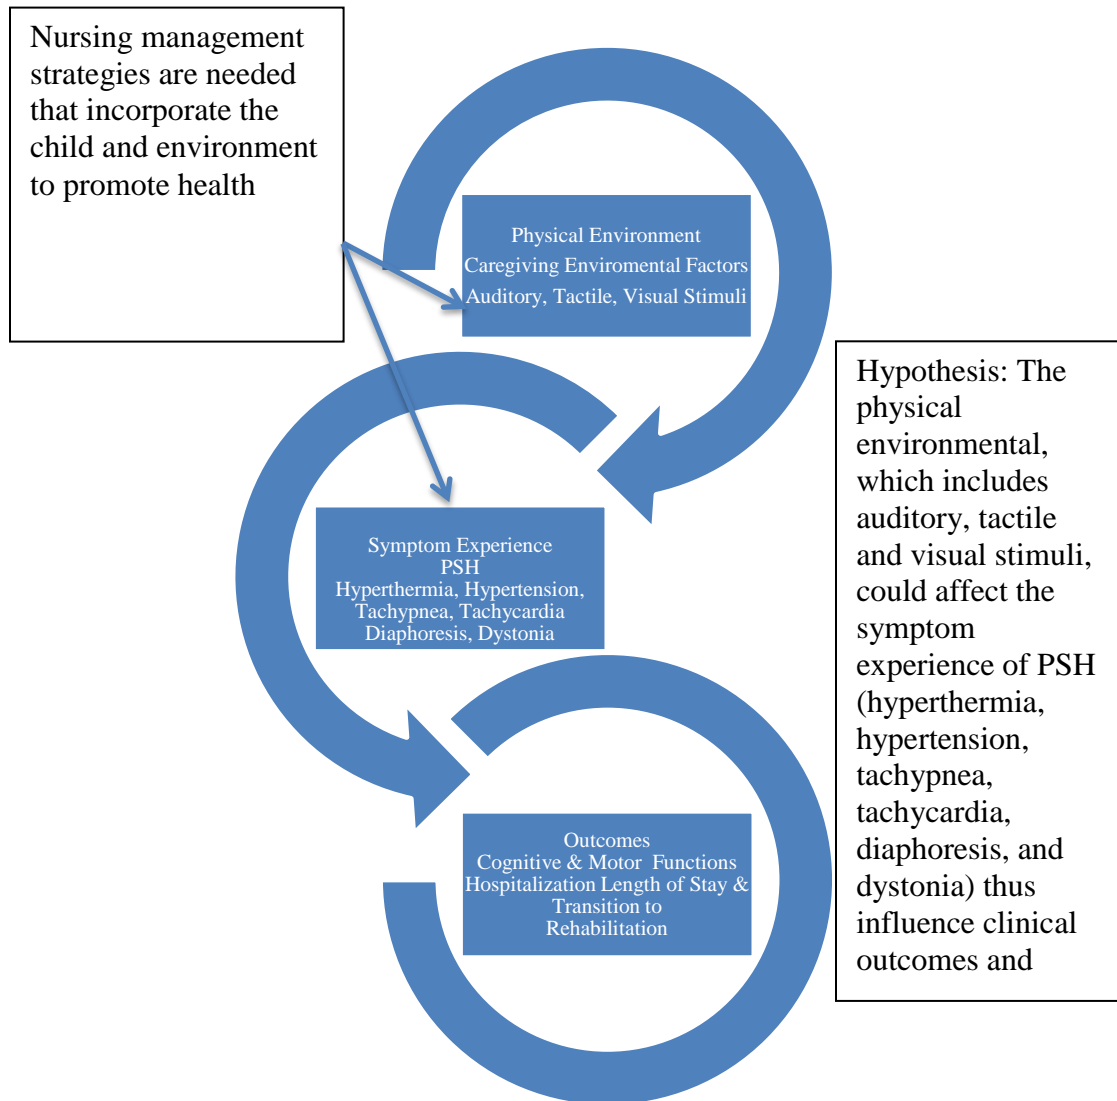 Nursing management
strategies are needed
that incorporate the
child and environment
to promote health
Physical Environment
Caregiving Enviromental Factors
Auditory, Tactile, Visual Stimuli
Hypothesis: The
physical
environmental,
which includes
auditory, tactile
and visual stimuli,
could affect the
symptom
experience of PSH
(hyperthermia,
hypertension,
tachypnea,
tachycardia,
diaphoresis, and
dystonia) thus
influence clinical
outcomes and
Symptom Experience
PSH
Hyperthermia, Hypertension,
Tachypnea, Tachycardia
Diaphoresis, Dystonia
Outcomes
Cognitive & Motor Functions
Hospitalization Length of Stay &
Transition to
Rehabilitation